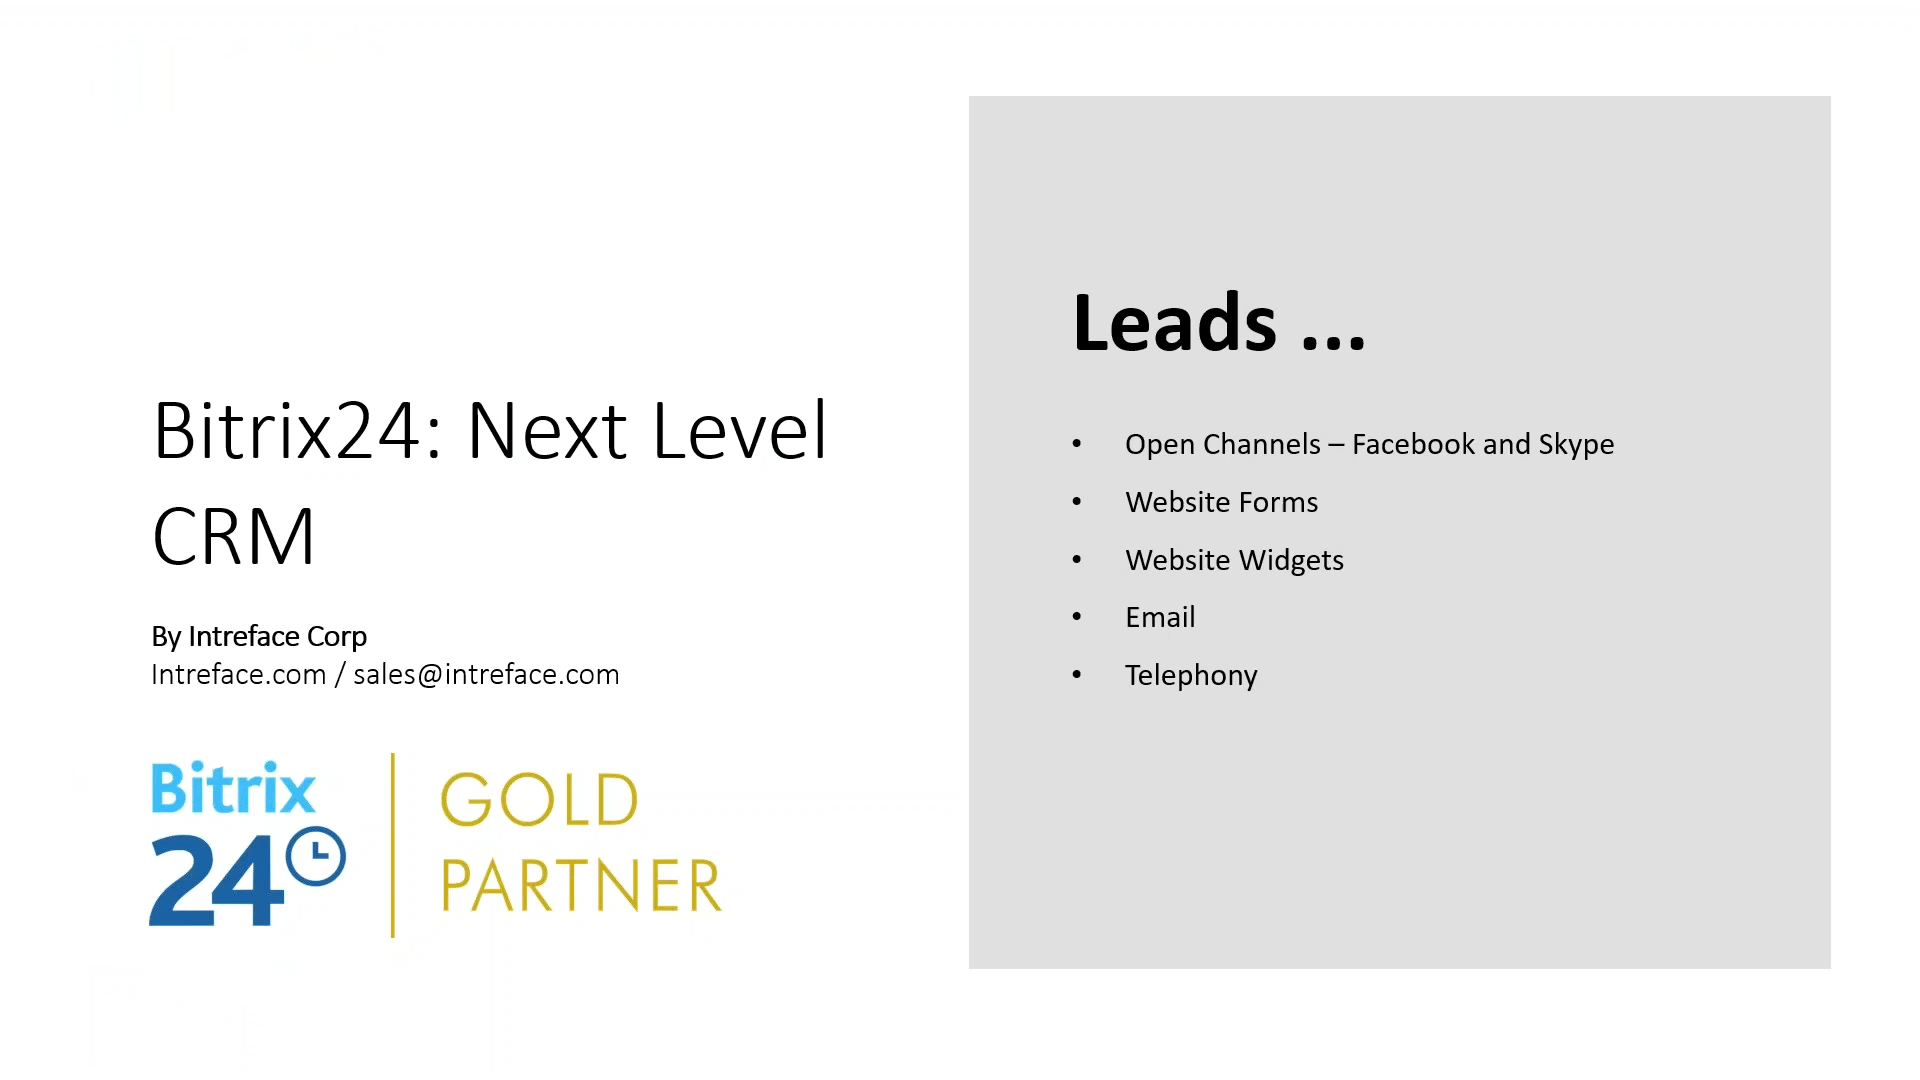 Bitrix24: Next Level
CRM
By Intreface Corp
Intreface.com / sales@intreface.com
Bitrix
24
GOLD
PARTNER
Leads ...
• Open Channels – Facebook and Skype
• Website Forms
• Website Widgets
• Email
• Telephony